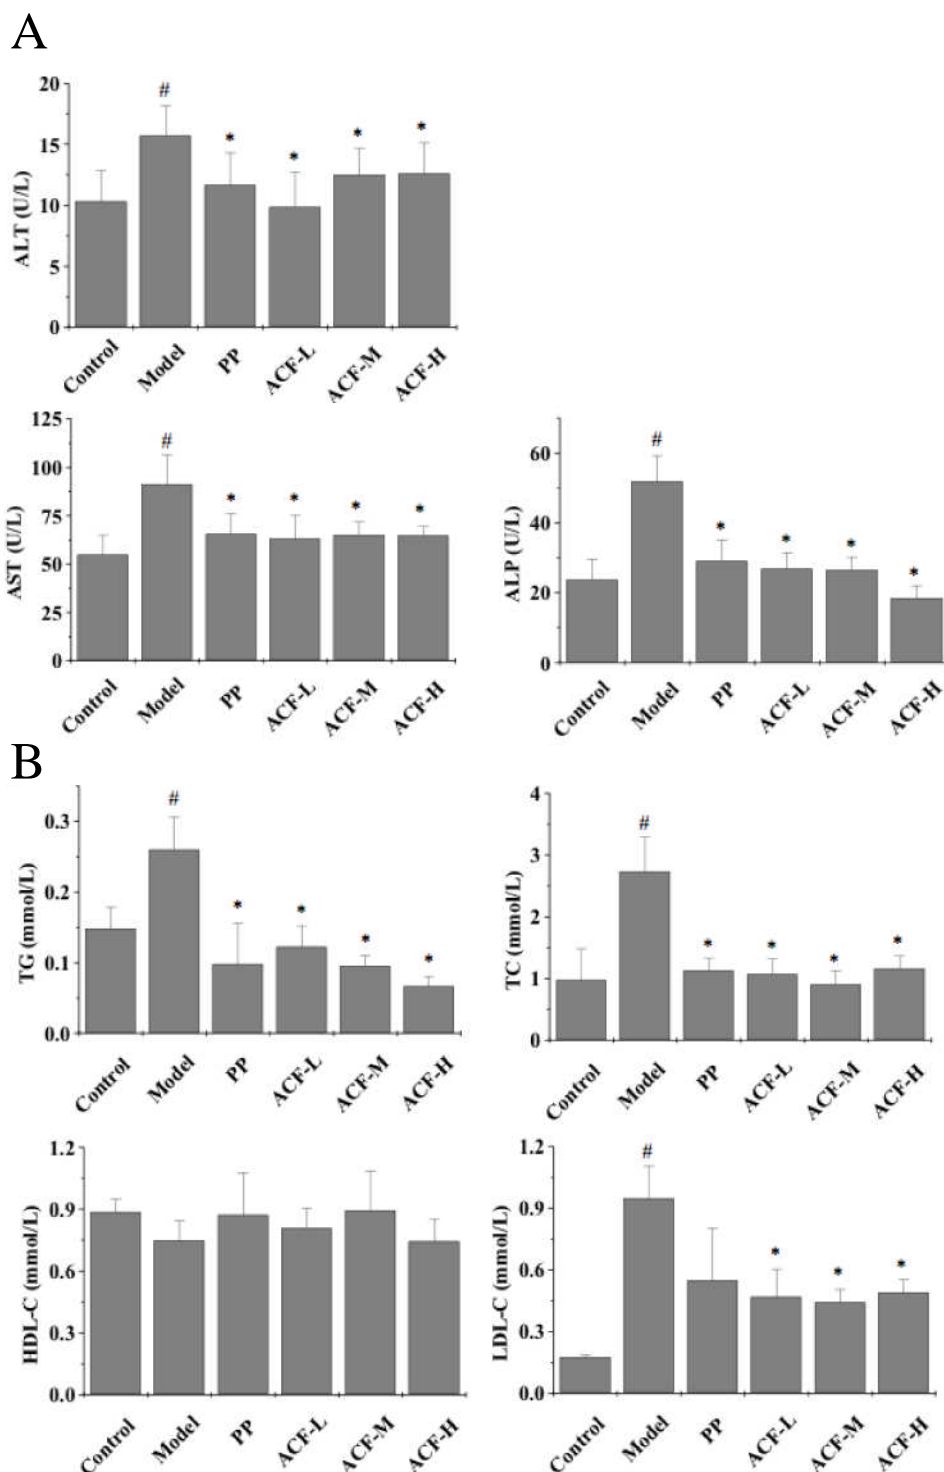 A
ALT (U/L)
20
15
10
5
0
#
*
*
*
*
Control
Model
PP
ACF-L
ACF-M
ACF-H
AST (U/L)
125
100
75
50
25
0
#
*
*
*
*
Control
Model
PP
ACF-L
ACF-M
ACF-H
ALP (U/L)
60
40
20
0
#
*
*
*
*
Control
Model
PP
ACF-L
ACF-M
ACF-H
B
TG (mmol/L)
0.3
0.2
0.1
0.0
#
*
*
*
*
Control
Model
PP
ACF-L
ACF-M
ACF-H
TC (mmol/L)
4
3
2
1
0
#
*
*
*
*
Control
Model
PP
ACF-L
ACF-M
ACF-H
HDL-C (mmol/L)
1.2
0.9
0.6
0.3
0.0
Control
Model
PP
ACF-L
ACF-M
ACF-H
LDL-C (mmol/L)
1.2
0.9
0.6
0.3
0.0
#
*
*
*
Control
Model
PP
ACF-L
ACF-M
ACF-H